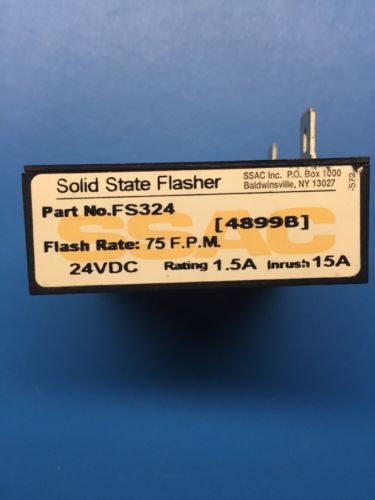 Solid State Flasher
SSAC Inc. P.O. Box 1000
Baldwinsville, NY 13027
-572
Part No.FS324
[4899B]
SSAC
Flash Rate: 75 F.P.M.
24VDC Rating 1.5A Inrush 15A